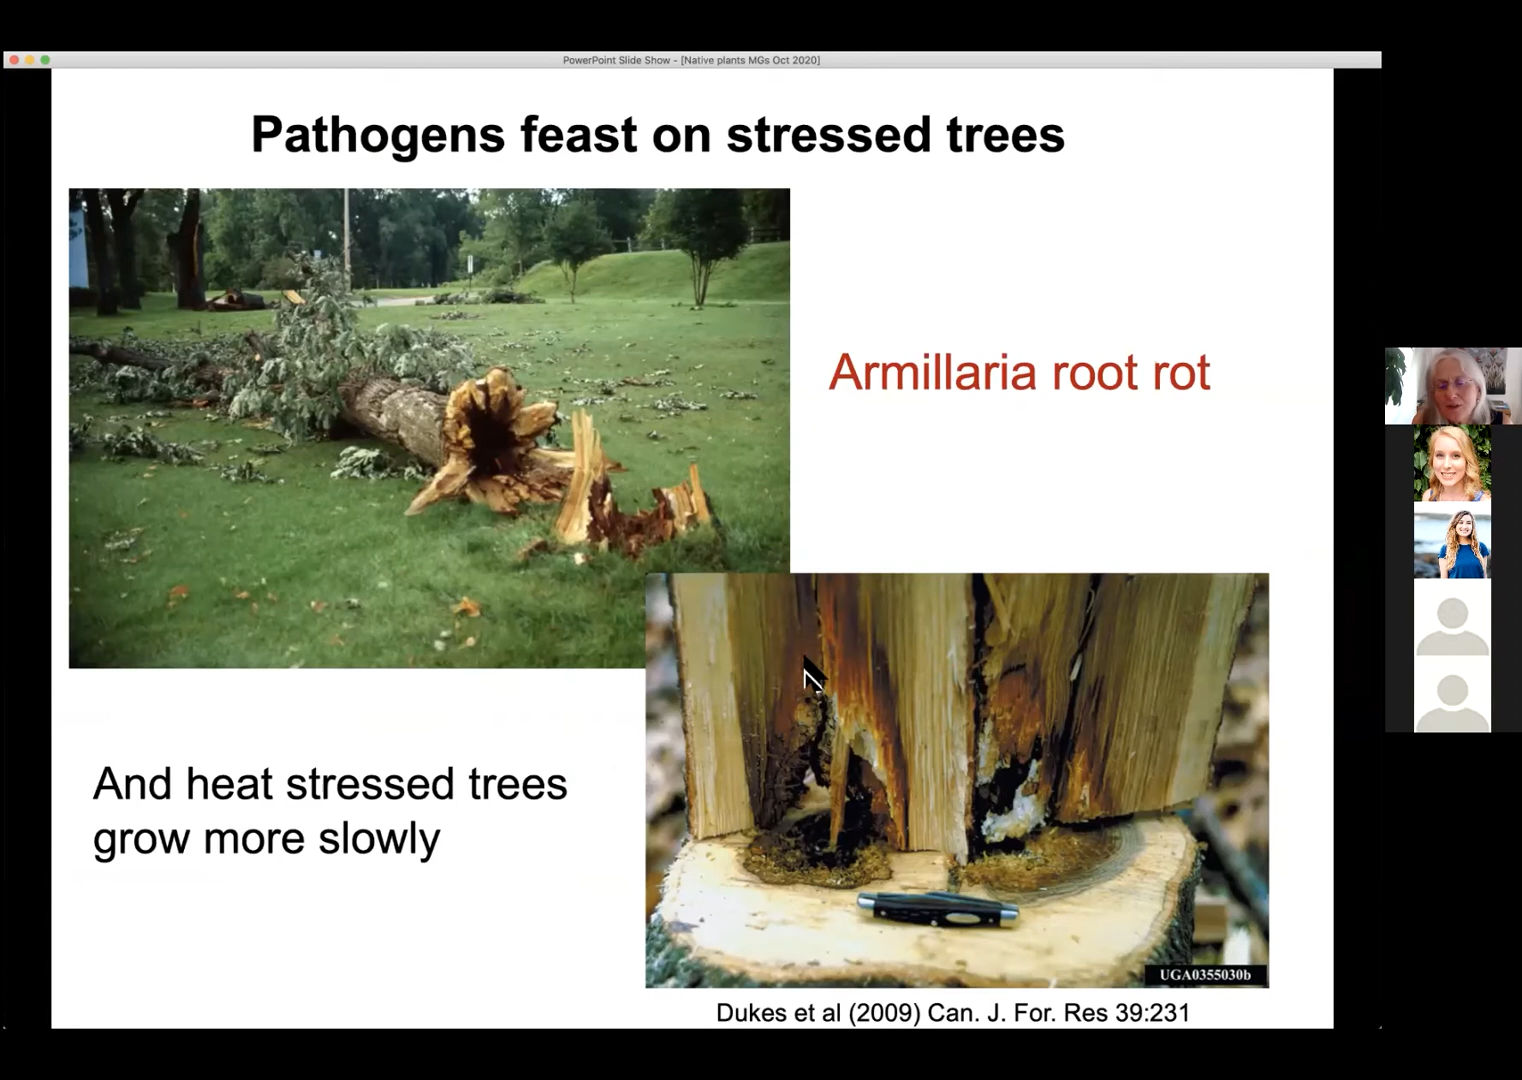 PowerPoint Slide Show - [Native plants MGs Oct 2020]
Pathogens feast on stressed trees
Armillaria root rot
And heat stressed trees
grow more slowly
UGA0355030b
Dukes et al (2009) Can. J. For. Res 39:231